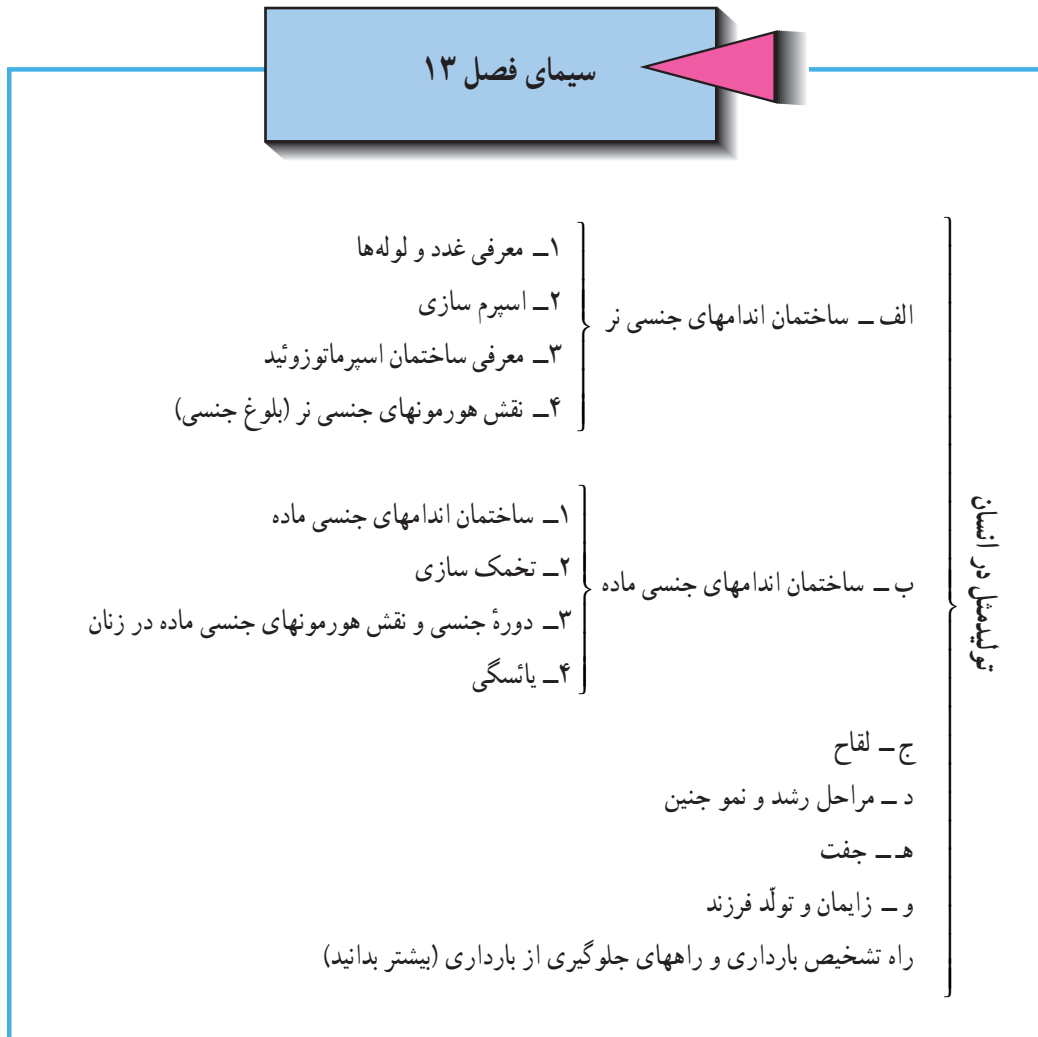 سیمای فصل ۱۳
تولیدمثل در انسان
الف ــ ساختمان اندامهای جنسی نر
۱ــ معرفی غدد و لوله‌ها
۲ــ اسپرم سازی
۳ــ معرفی ساختمان اسپرماتوزوئید
۴ــ نقش هورمونهای جنسی نر (بلوغ جنسی)
ب ــ ساختمان اندامهای جنسی ماده
۱ــ ساختمان اندامهای جنسی ماده
۲ــ تخمک سازی
۳ــ دورهٔ جنسی و نقش هورمونهای جنسی ماده در زنان
۴ــ یائسگی
ج ــ لقاح
د ــ مراحل رشد و نمو جنین
هـ ــ جفت
و ــ زایمان و تولّد فرزند
راه تشخیص بارداری و راههای جلوگیری از بارداری (بیشتر بدانید)